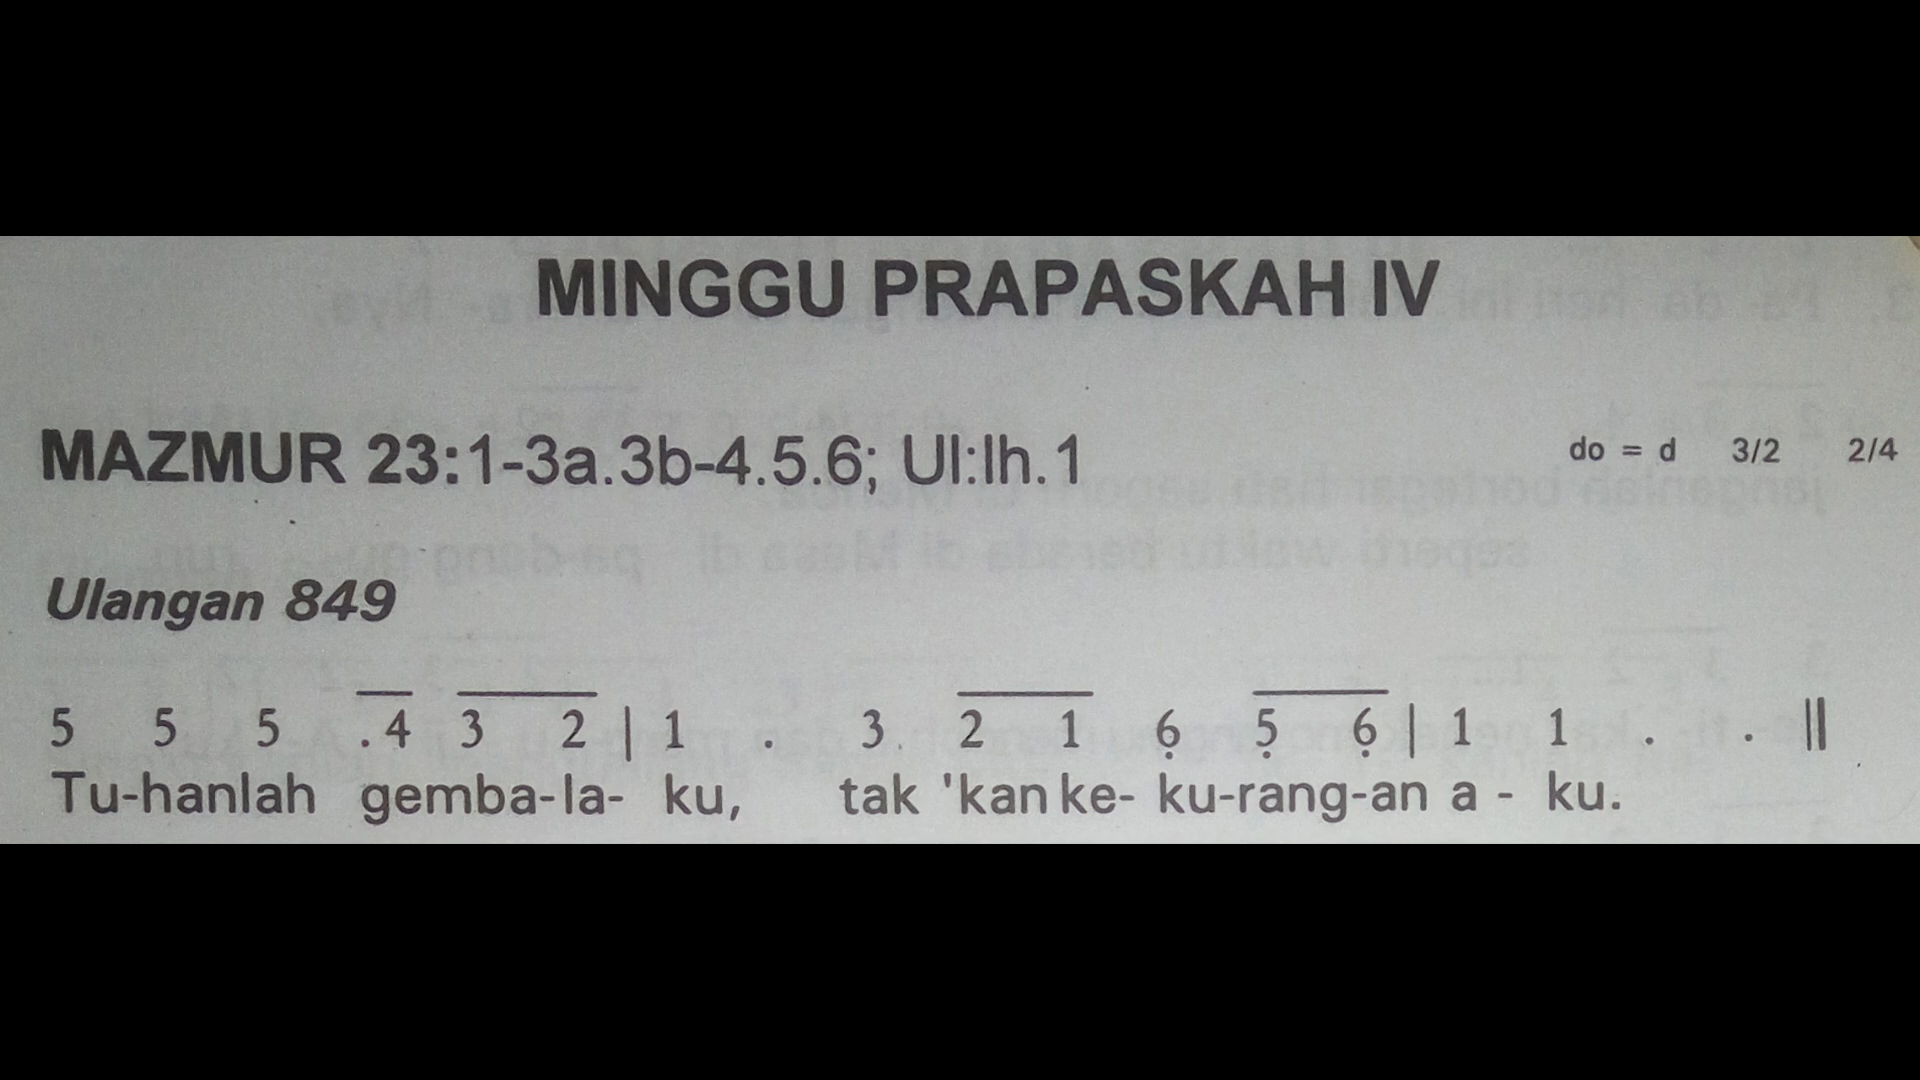 MINGGU PRAPASKAH IV
MAZMUR 23:1-3a.3b-4.5.6; Ul:lh.1 do = d 3/2 2/4
Ulangan 849
5 5 5 .4 3 2 | 1 . 3 2 1 6̣ 5̣ 6̣ | 1 1 . . ||
Tu-hanlah gemba-la- ku, tak 'kan ke- ku-rang-an a - ku.